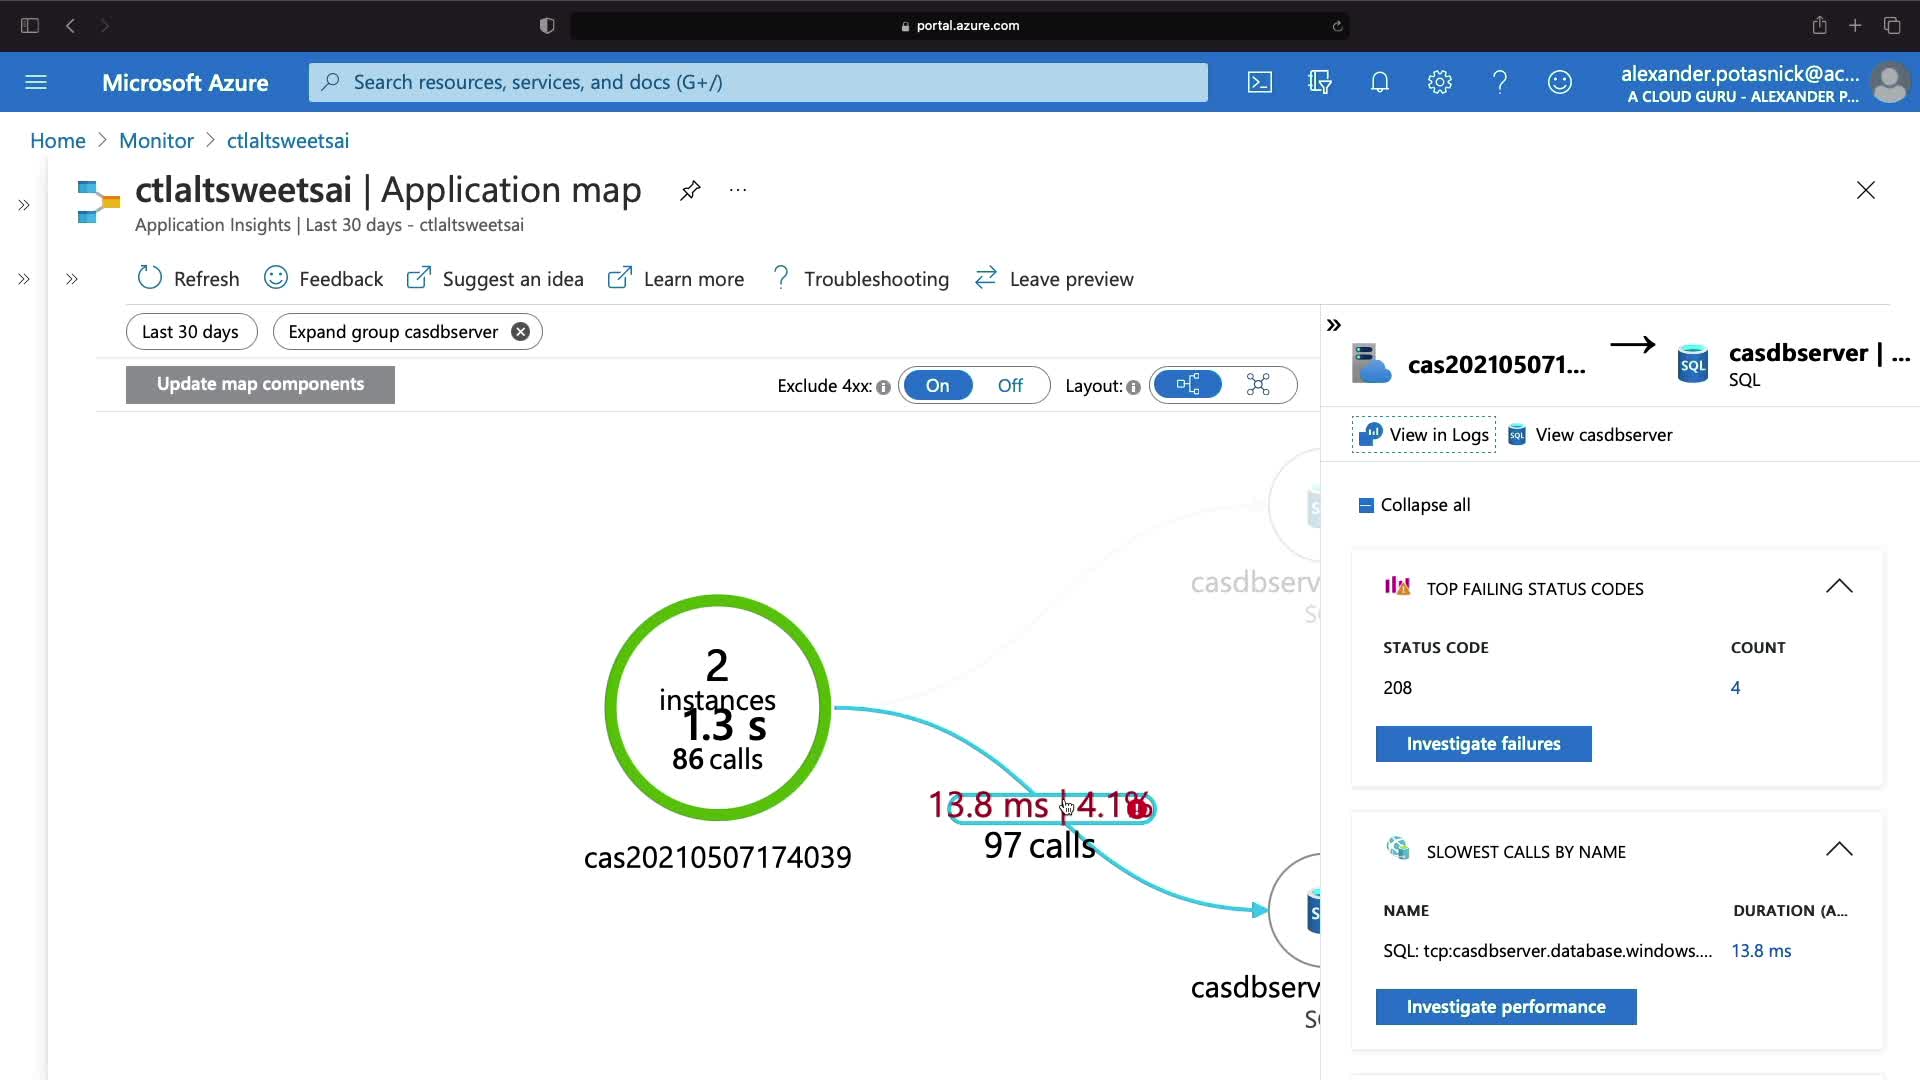 portal.azure.com
Microsoft Azure
Search resources, services, and docs (G+/)
alexander.potasnick@ac...
A CLOUD GURU - ALEXANDER P...
Home > Monitor > ctlaltsweetsai
ctlaltsweetsai | Application map
Application Insights | Last 30 days - ctlaltsweetsai
Refresh Feedback Suggest an idea Learn more Troubleshooting Leave preview
Last 30 days Expand group casdbserver
Update map components
Exclude 4xx: On Off Layout:
2
instances
1.3 s
86 calls
cas20210507174039
13.8 ms | 4.1%
97 calls
casdbserv
casdbserv
cas202105071...
casdbserver | ...
SQL
View in Logs View casdbserver
Collapse all
TOP FAILING STATUS CODES
STATUS CODE COUNT
208 4
Investigate failures
SLOWEST CALLS BY NAME
NAME DURATION (A...
SQL: tcp:casdbserver.database.windows.... 13.8 ms
Investigate performance